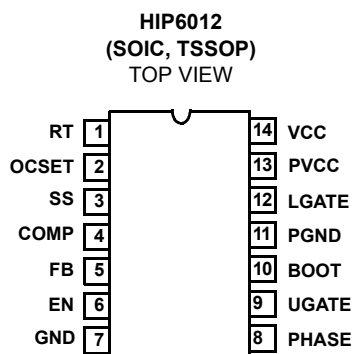 HIP6012
(SOIC, TSSOP)
TOP VIEW
RT 1 14 VCC
OCSET 2 13 PVCC
SS 3 12 LGATE
COMP 4 11 PGND
FB 5 10 BOOT
EN 6 9 UGATE
GND 7 8 PHASE